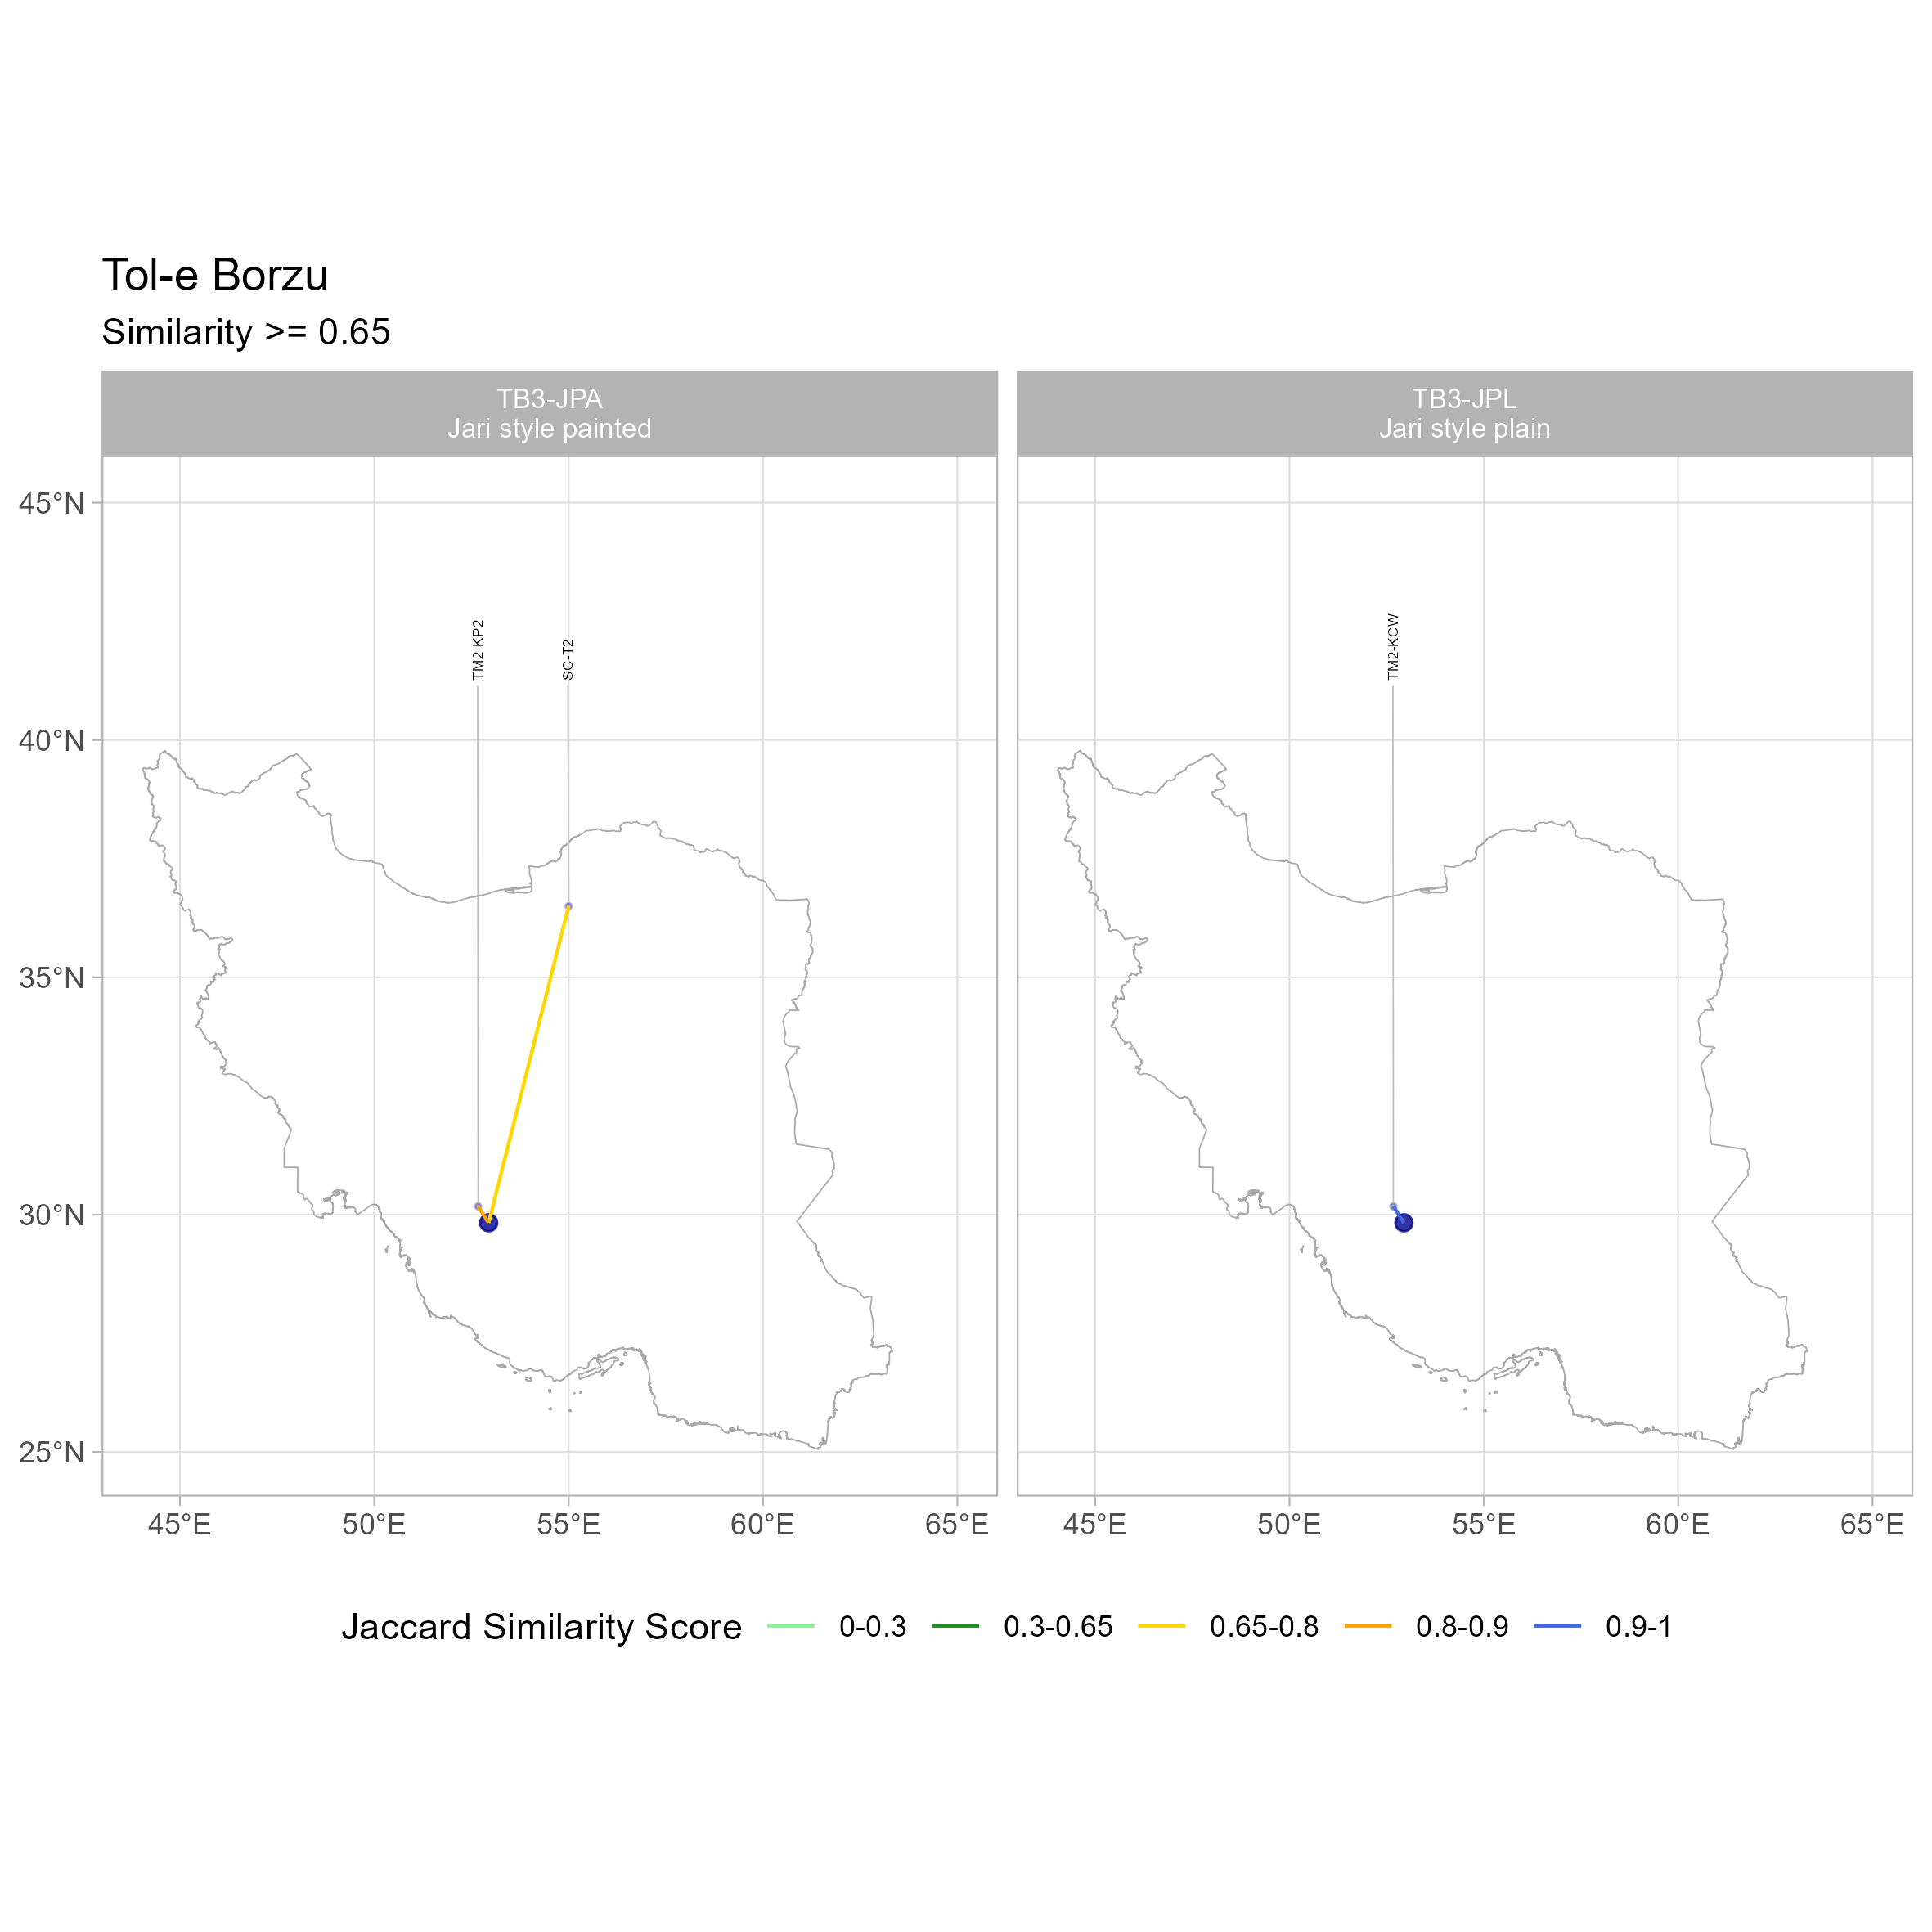 Tol-e Borzu
Similarity >= 0.65
TB3-JPA
Jari style painted
TB3-JPL
Jari style plain
45°N
40°N
35°N
30°N
25°N
TM2-KP2
SC-T2
TM2-KCW
45°E 50°E 55°E 60°E 65°E
45°E 50°E 55°E 60°E 65°E
Jaccard Similarity Score 0-0.3 0.3-0.65 0.65-0.8 0.8-0.9 0.9-1